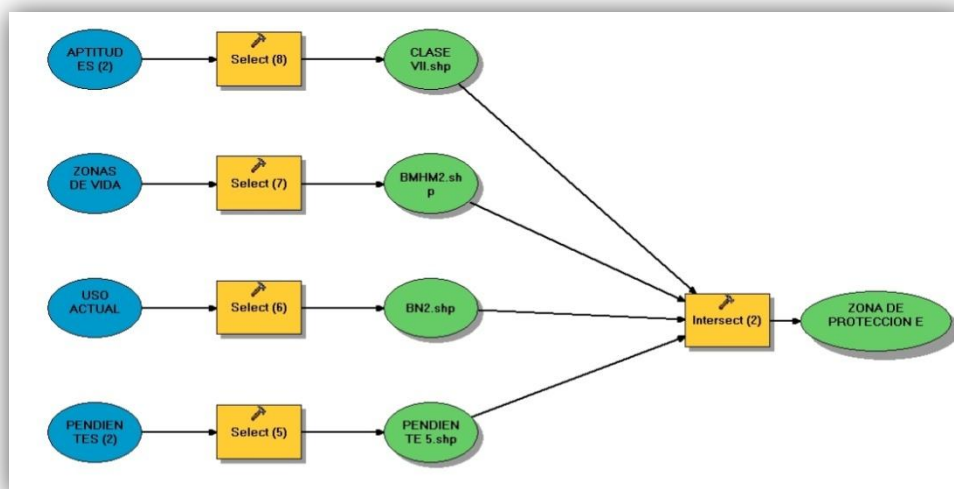 APTITUD
ES (2)
Select (8)
CLASE
VII.shp
ZONAS
DE VIDA
Select (7)
BMHM2.sh
p
USO
ACTUAL
Select (6)
BN2.shp
Intersect (2)
ZONA DE
PROTECCION E
PENDIEN
TES (2)
Select (5)
PENDIEN
TE 5.shp